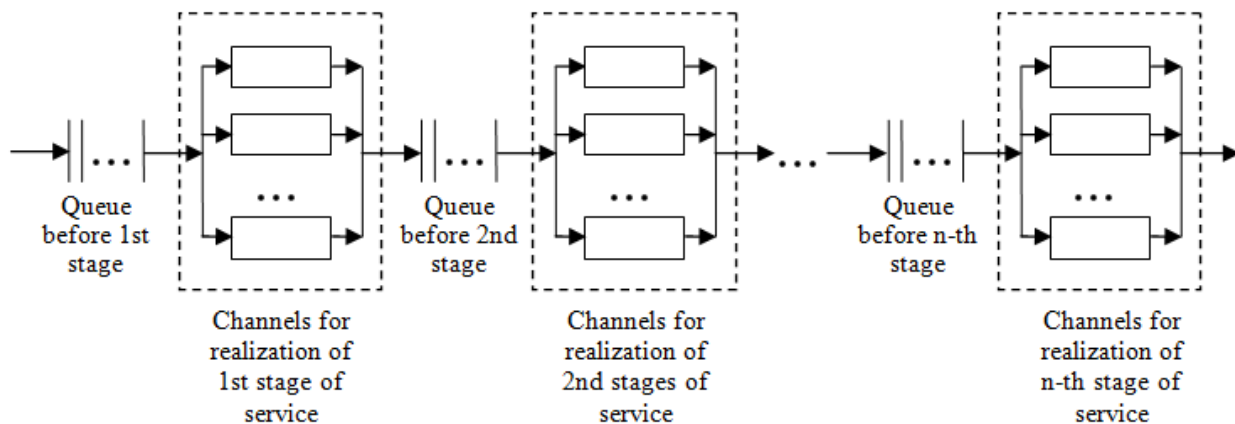 Queue
before 1st
stage
Queue
before 2nd
stage
Queue
before n-th
stage
Channels for
realization of
1st stage of
service
Channels for
realization of
2nd stages of
service
Channels for
realization of
n-th stage of
service